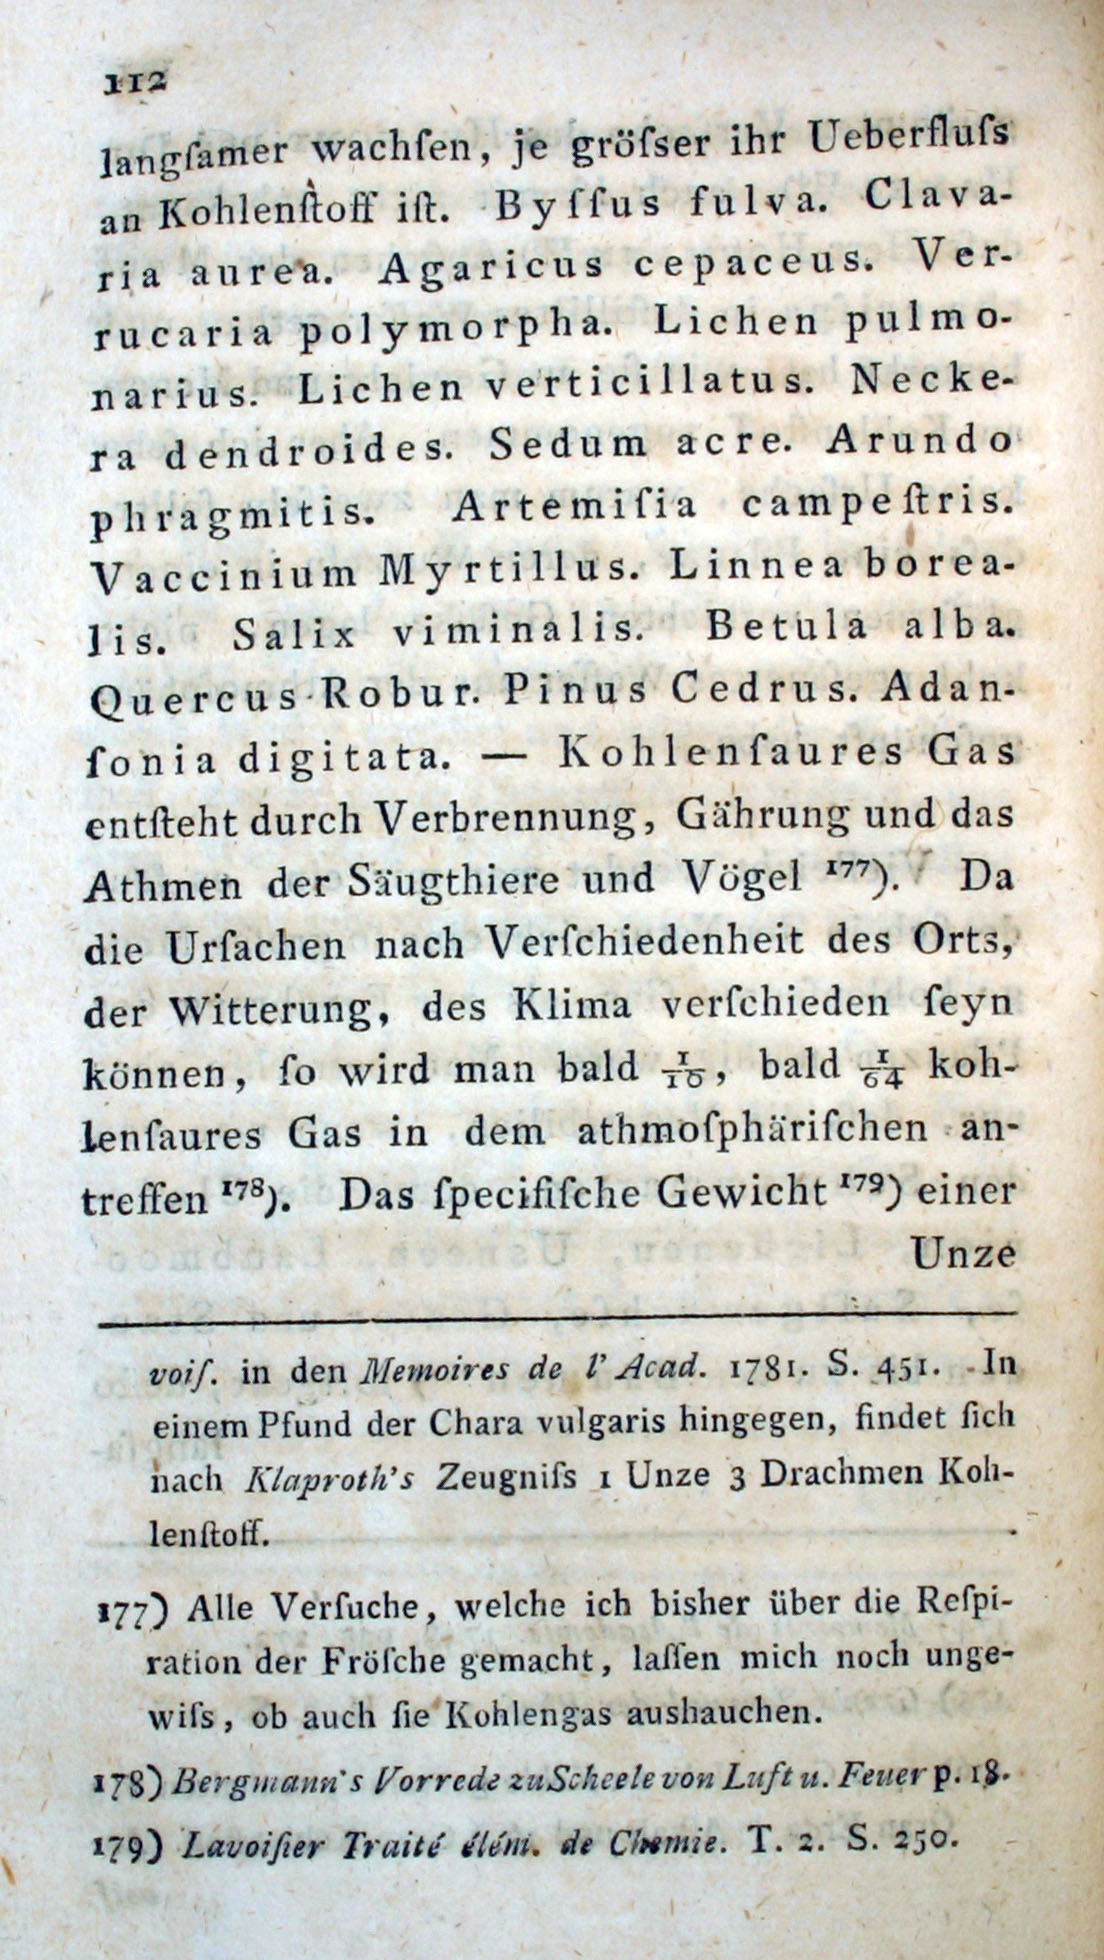 112
langſamer wachſen, je gröſser ihr Ueberfluſs
an Kohlenſtoff iſt. Byſſus fulva. Clava-
ria aurea. Agaricus cepaceus. Ver-
rucaria polymorpha. Lichen pulmo-
narius. Lichen verticillatus. Necke-
ra dendroides. Sedum acre. Arundo
phragmitis. Artemiſia campeſtris.
Vaccinium Myrtillus. Linnea borea-
lis. Salix viminalis. Betula alba.
Quercus Robur. Pinus Cedrus. Adan-
ſonia digitata. — Kohlenſaures Gas
entſteht durch Verbrennung, Gährung und das
Athmen der Säugthiere und Vögel ¹⁷⁷). Da
die Urſachen nach Verſchiedenheit des Orts,
der Witterung, des Klima verſchieden ſeyn
können, ſo wird man bald 1/10, bald 1/64 koh-
lenſaures Gas in dem athmoſphäriſchen an-
treffen ¹⁷⁸). Das ſpecifiſche Gewicht ¹⁷⁹) einer
Unze
voiſ. in den Memoires de l' Acad. 1781. S. 451. In
einem Pfund der Chara vulgaris hingegen, findet ſich
nach Klaproth's Zeugniſs 1 Unze 3 Drachmen Koh-
lenſtoff.
177) Alle Verſuche, welche ich bisher über die Reſpi-
ration der Fröſche gemacht, laſſen mich noch unge-
wiſs, ob auch ſie Kohlengas aushauchen.
178) Bergmann's Vorrede zu Scheele von Luft u. Feuer p. 18.
179) Lavoiſier Traité élém. de Chemie. T. 2. S. 250.